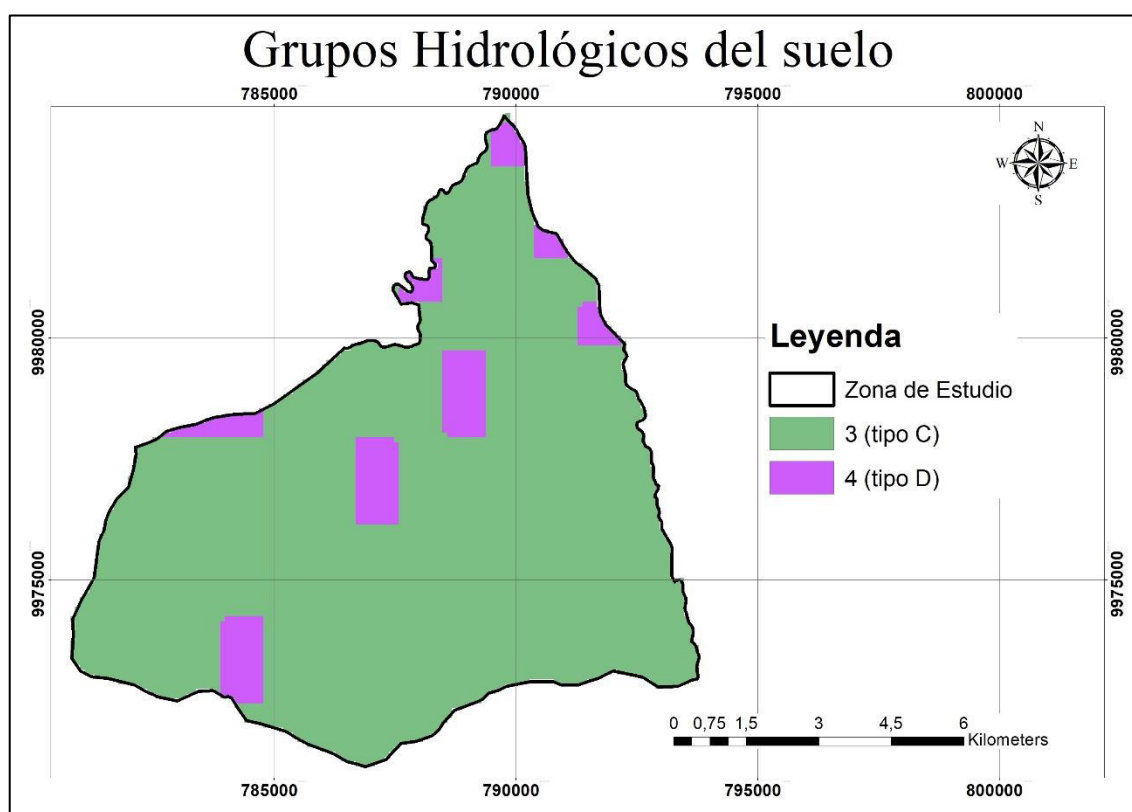 Grupos Hidrológicos del suelo
785000 790000 795000 800000
N
W E
S
9980000 9980000
Leyenda
Zona de Estudio
3 (tipo C)
4 (tipo D)
9975000 9975000
0 0,75 1,5 3 4,5 6
Kilometers
785000 790000 795000 800000